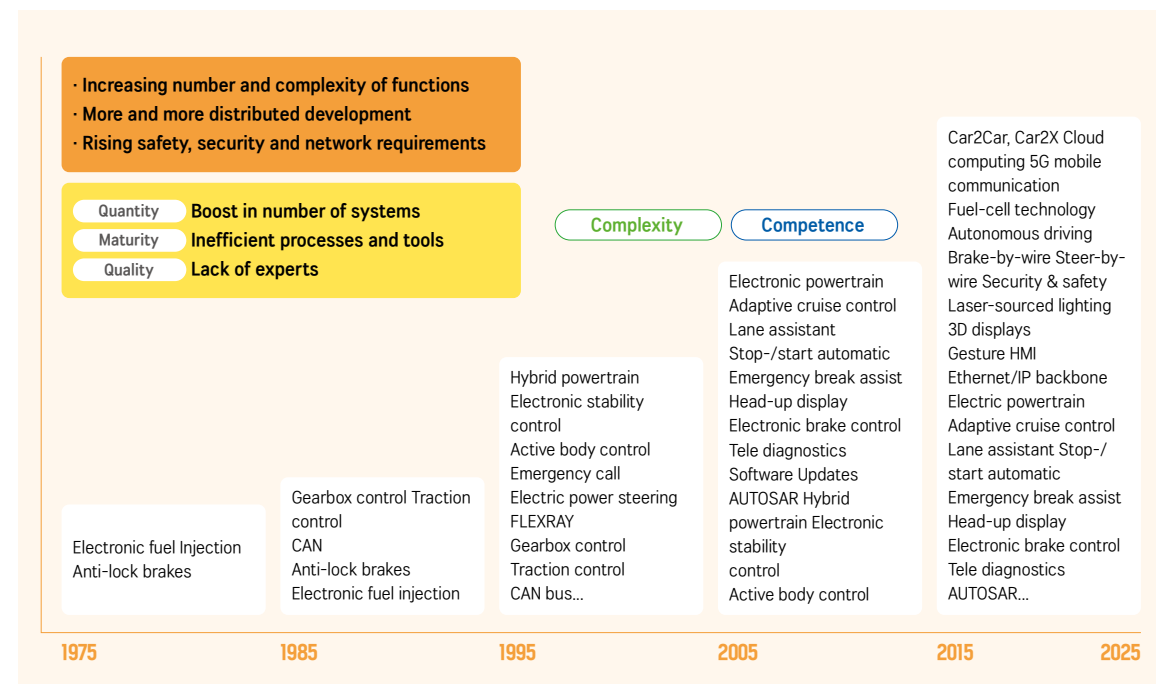 · Increasing number and complexity of functions
· More and more distributed development
· Rising safety, security and network requirements
Quantity Boost in number of systems
Maturity Inefficient processes and tools
Quality Lack of experts
Complexity
Competence
Electronic fuel Injection
Anti-lock brakes
Gearbox control Traction
control
CAN
Anti-lock brakes
Electronic fuel injection
Hybrid powertrain
Electronic stability
control
Active body control
Emergency call
Electric power steering
FLEXRAY
Gearbox control
Traction control
CAN bus...
Electronic powertrain
Adaptive cruise control
Lane assistant
Stop-/start automatic
Emergency break assist
Head-up display
Electronic brake control
Tele diagnostics
Software Updates
AUTOSAR Hybrid
powertrain Electronic
stability
control
Active body control
Car2Car, Car2X Cloud
computing 5G mobile
communication
Fuel-cell technology
Autonomous driving
Brake-by-wire Steer-by-
wire Security & safety
Laser-sourced lighting
3D displays
Gesture HMI
Ethernet/IP backbone
Electric powertrain
Adaptive cruise control
Lane assistant Stop-/
start automatic
Emergency break assist
Head-up display
Electronic brake control
Tele diagnostics
AUTOSAR...
1975 1985 1995 2005 2015 2025